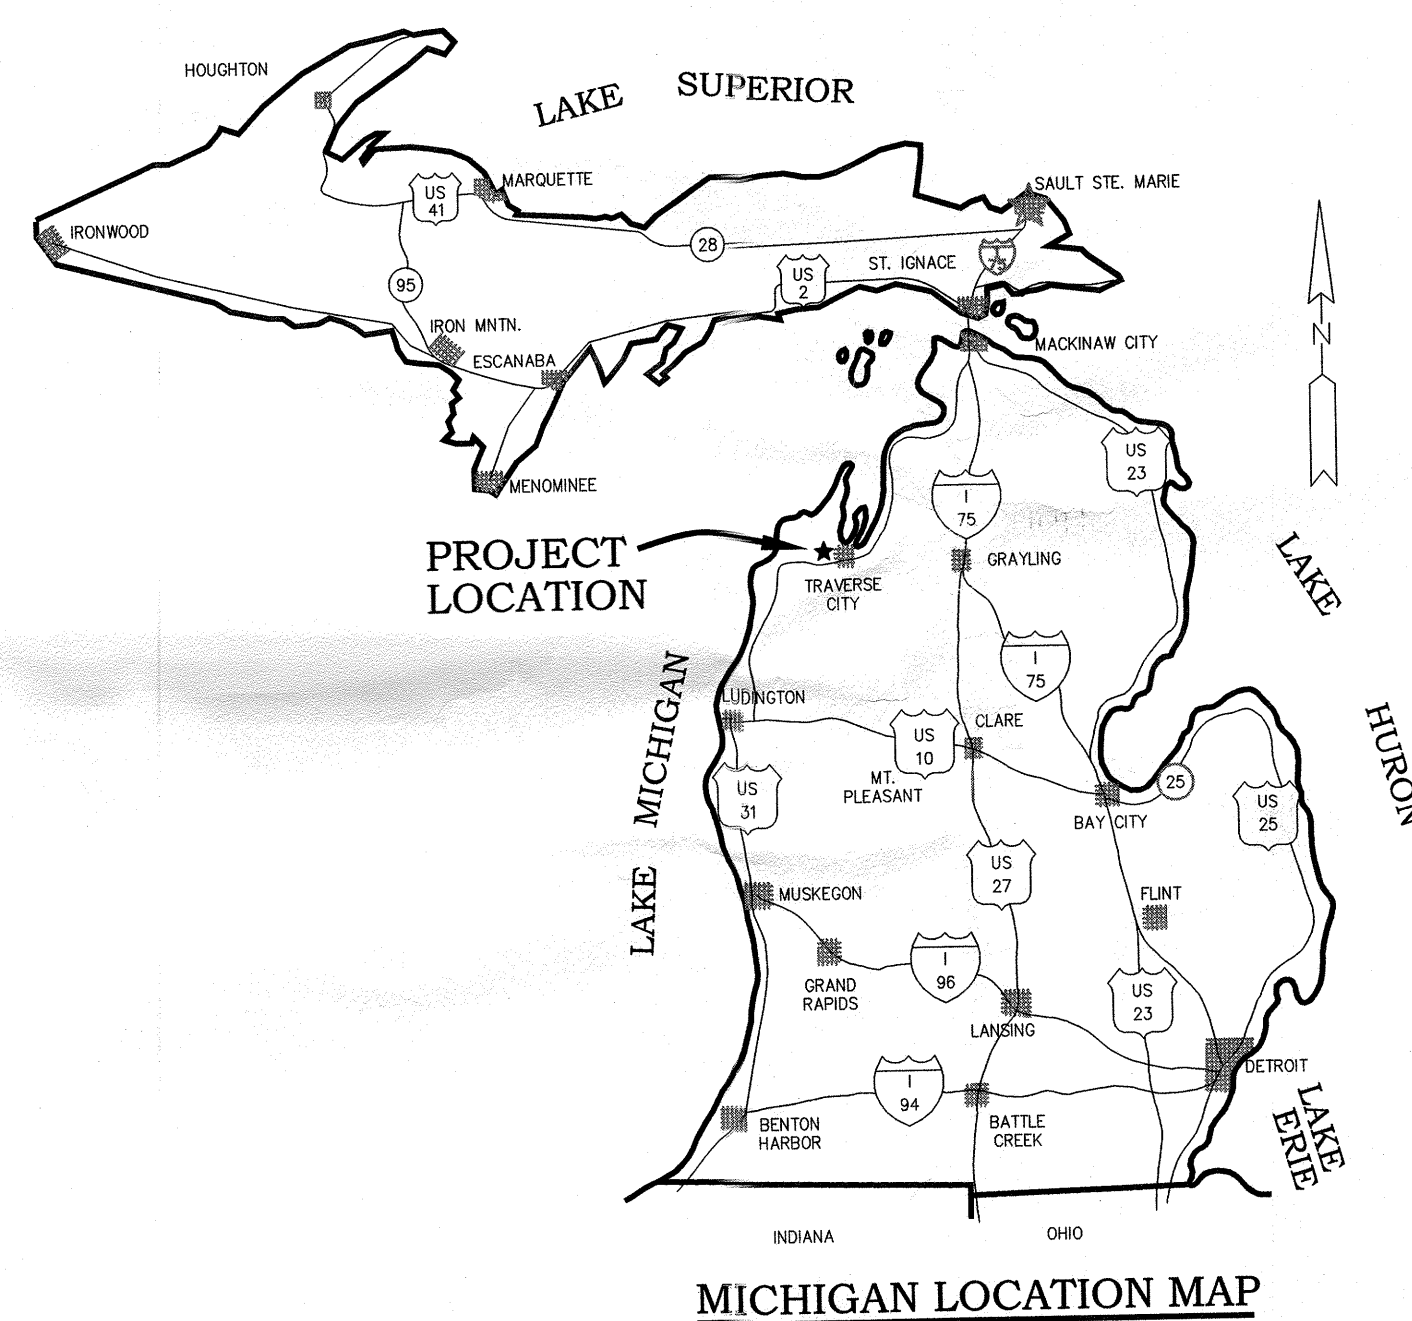 HOUGHTON
LAKE SUPERIOR
MARQUETTE
SAULT STE. MARIE
US
41
IRONWOOD
28
ST. IGNACE
I
75
US
2
95
IRON MNTN.
ESCANABA
MACKINAW CITY
N
MENOMINEE
US
23
I
75
PROJECT
LOCATION
GRAYLING
TRAVERSE
CITY
LAKE HURON
I
75
LAKE MICHIGAN
LUDINGTON
CLARE
US
10
MT.
PLEASANT
US
31
25
BAY CITY
US
25
US
27
MUSKEGON
FLINT
GRAND
RAPIDS
I
96
LANSING
US
23
DETROIT
I
94
LAKE
ERIE
BENTON
HARBOR
BATTLE
CREEK
INDIANA
OHIO
MICHIGAN LOCATION MAP